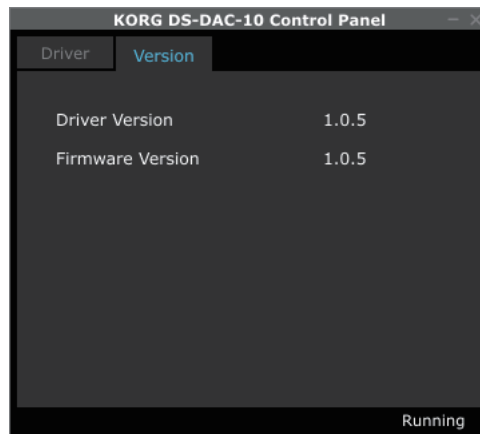 KORG DS-DAC-10 Control Panel
Driver Version
Driver Version 1.0.5
Firmware Version 1.0.5
Running